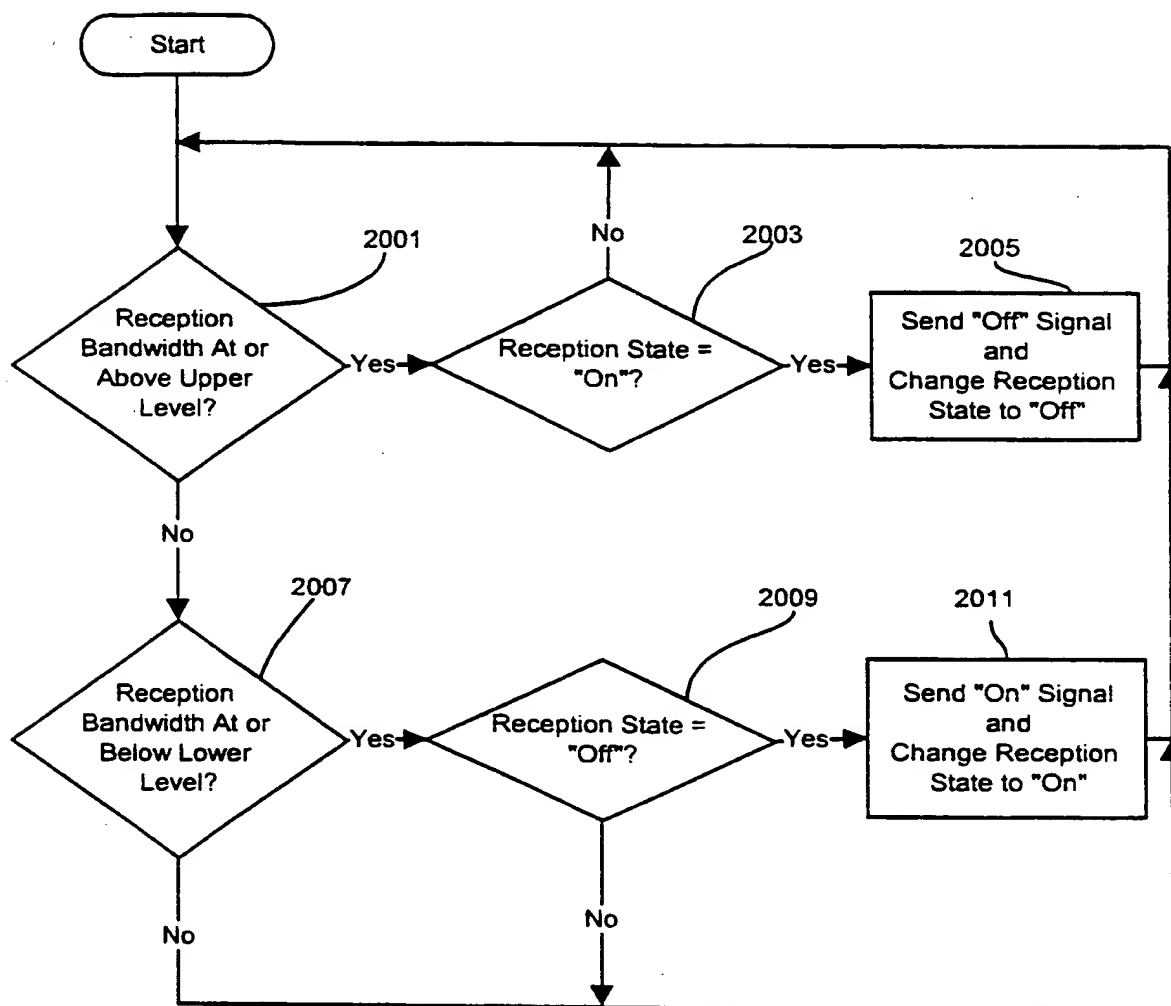 Start
2001
Reception
Bandwidth At or
Above Upper
Level?
Yes
No
2003
Reception State =
"On"?
No
Yes
2005
Send "Off" Signal
and
Change Reception
State to "Off"
2007
Reception
Bandwidth At or
Below Lower
Level?
Yes
No
2009
Reception State =
"Off"?
Yes
No
2011
Send "On" Signal
and
Change Reception
State to "On"